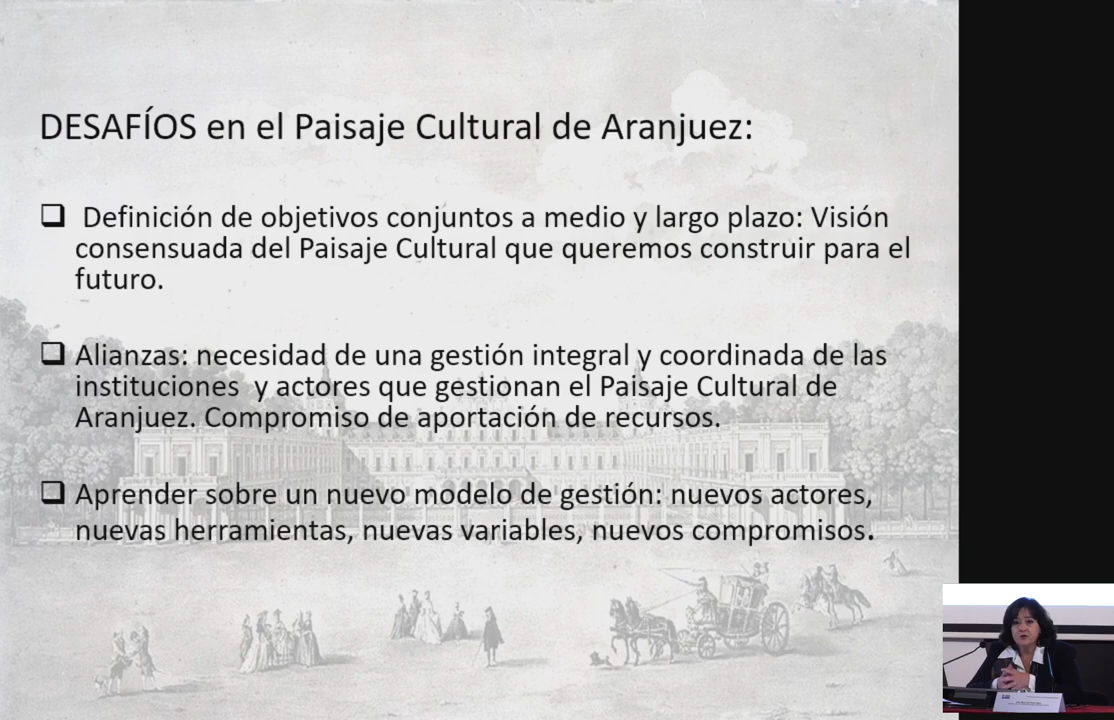 DESAFÍOS en el Paisaje Cultural de Aranjuez:
❑ Definición de objetivos conjuntos a medio y largo plazo: Visión
consensuada del Paisaje Cultural que queremos construir para el
futuro.
❑ Alianzas: necesidad de una gestión integral y coordinada de las
instituciones y actores que gestionan el Paisaje Cultural de
Aranjuez. Compromiso de aportación de recursos.
❑ Aprender sobre un nuevo modelo de gestión: nuevos actores,
nuevas herramientas, nuevas variables, nuevos compromisos.